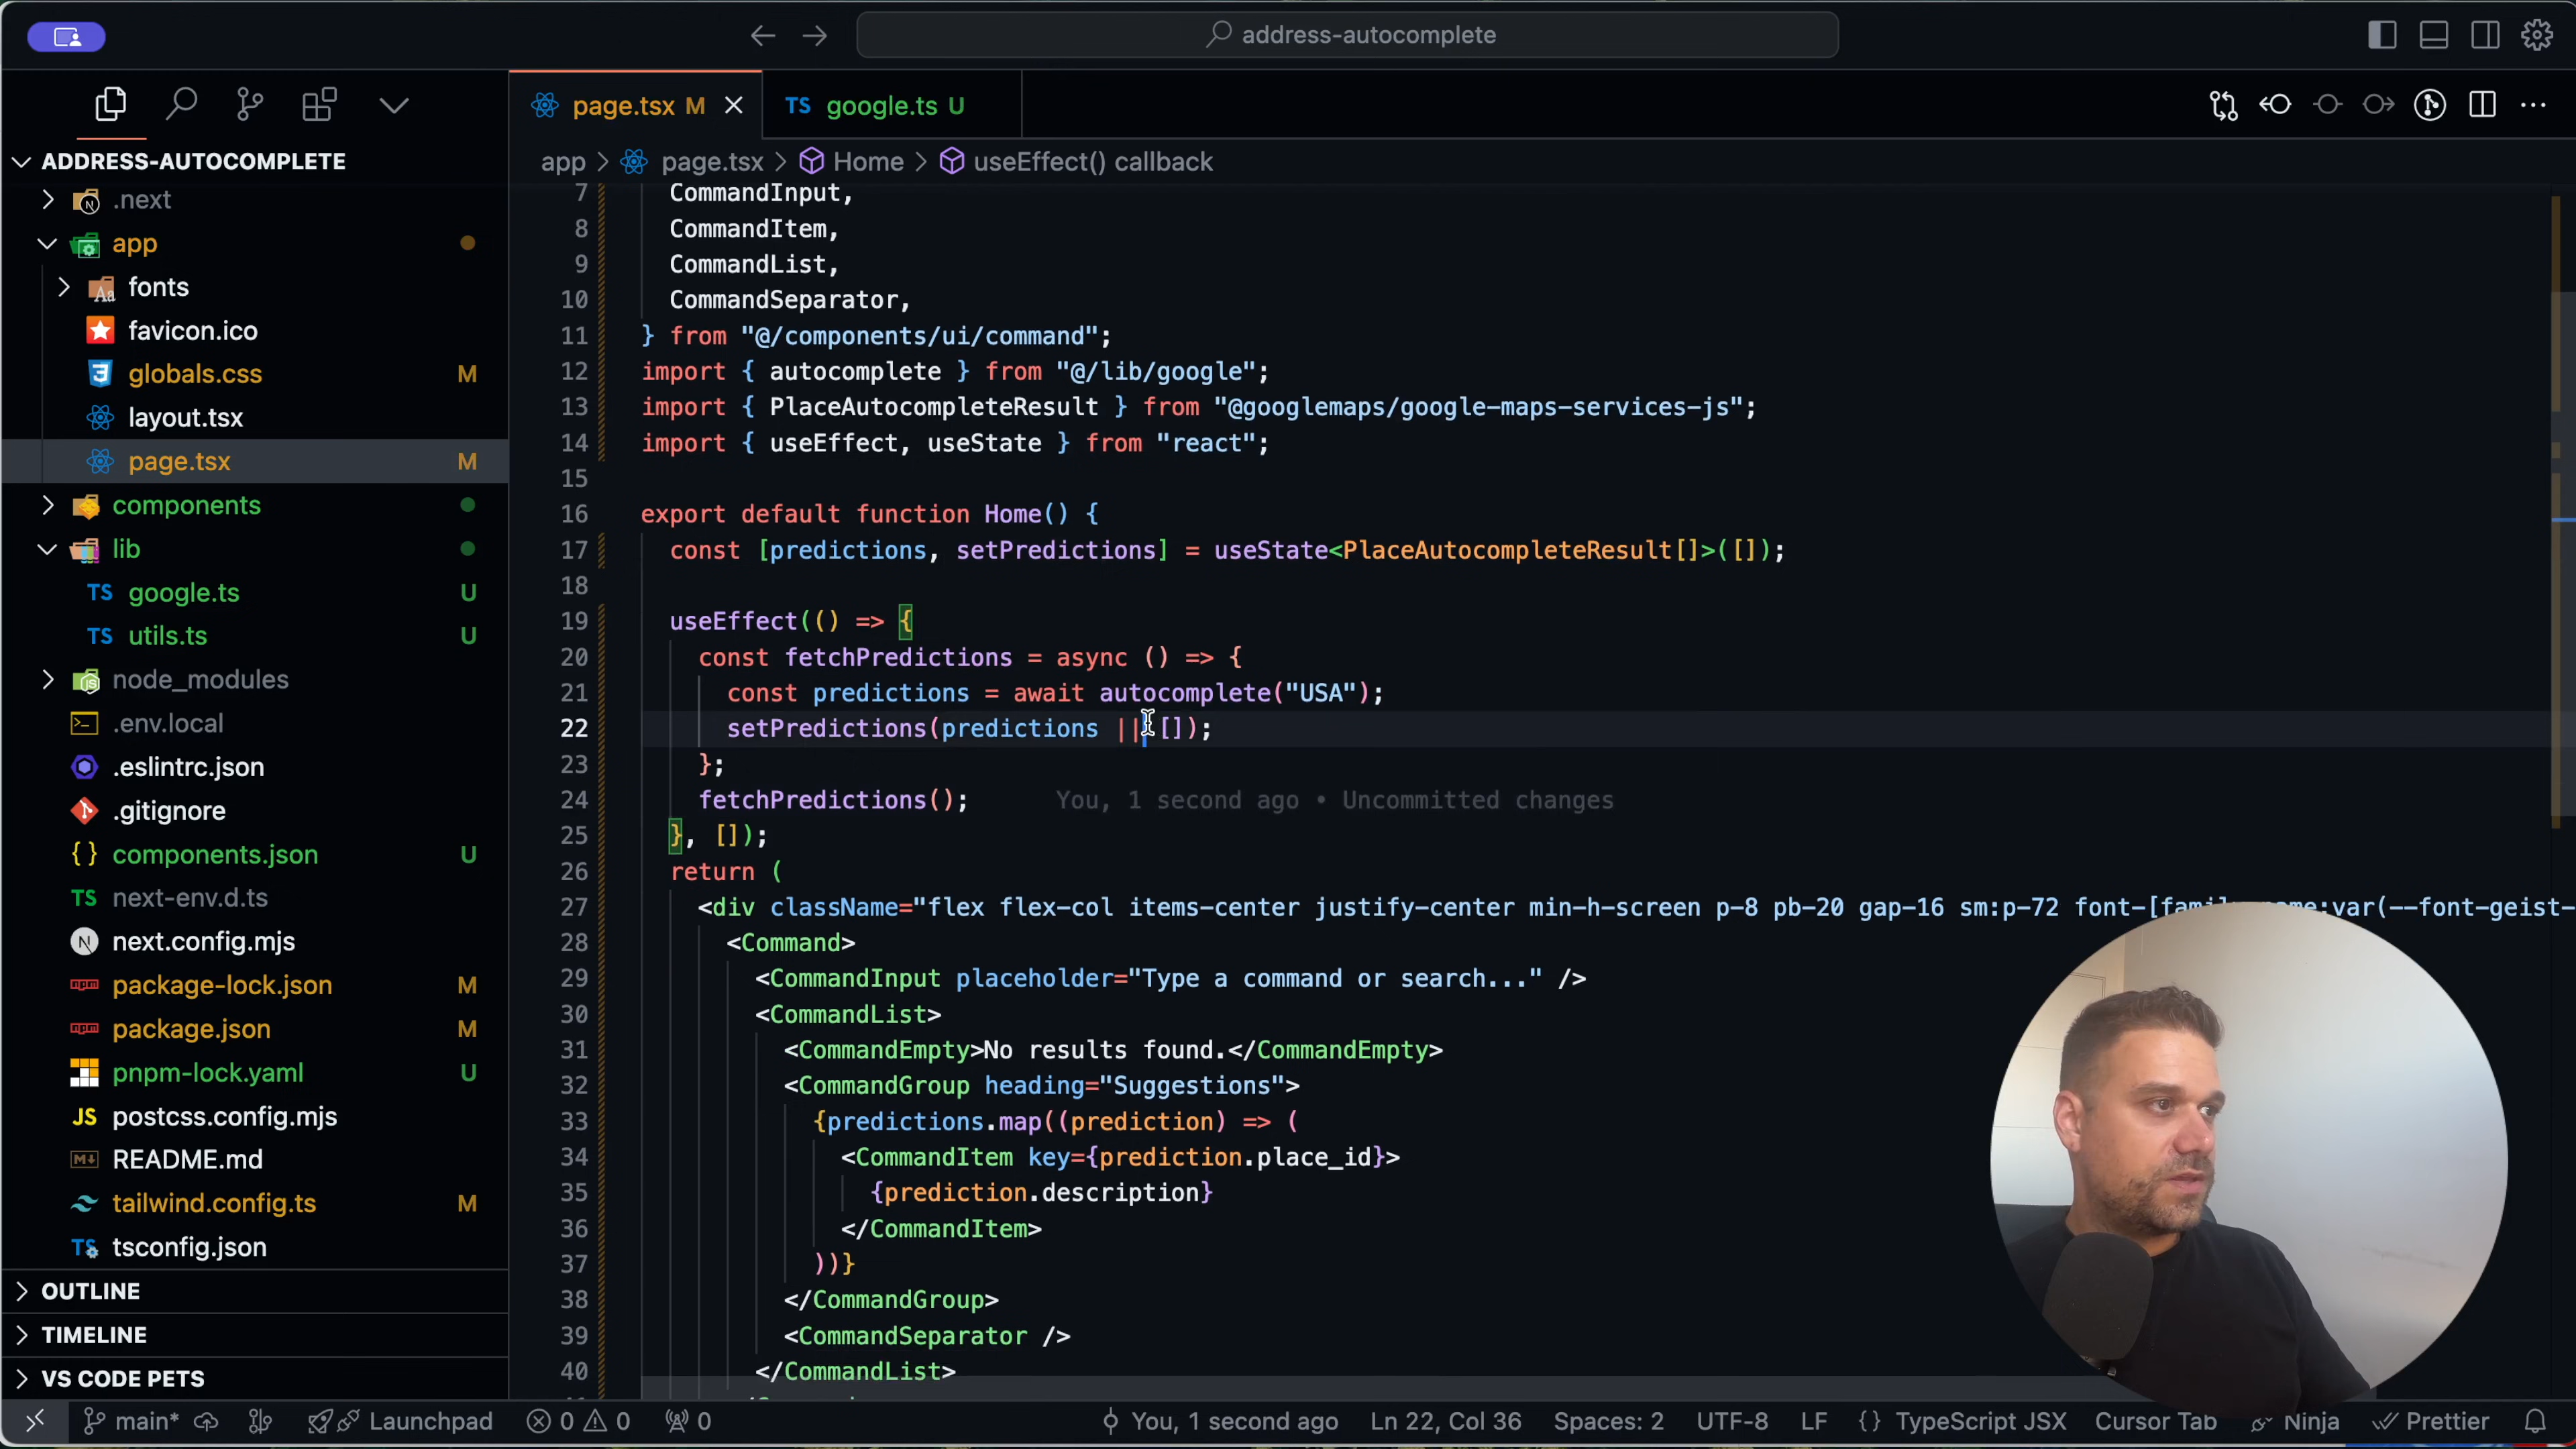 address-autocomplete
page.tsx M
google.ts U
ADDRESS-AUTOCOMPLETE
.next
app
fonts
favicon.ico
globals.css M
layout.tsx
page.tsx M
components
lib
google.ts U
utils.ts U
node_modules
.env.local
.eslintrc.json
.gitignore
components.json U
next-env.d.ts
next.config.mjs
package-lock.json M
package.json M
pnpm-lock.yaml U
postcss.config.mjs
README.md
tailwind.config.ts M
tsconfig.json
OUTLINE
TIMELINE
VS CODE PETS
app > page.tsx > Home > useEffect() callback
7 CommandInput,
8 CommandItem,
9 CommandList,
10 CommandSeparator,
11 } from "@/components/ui/command";
12 import { autocomplete } from "@/lib/google";
13 import { PlaceAutocompleteResult } from "@googlemaps/google-maps-services-js";
14 import { useEffect, useState } from "react";
15
16 export default function Home() {
17 const [predictions, setPredictions] = useState<PlaceAutocompleteResult[]>([]);
18
19 useEffect(() => {
20 const fetchPredictions = async () => {
21 const predictions = await autocomplete("USA");
22 setPredictions(predictions || []);
23 };
24 fetchPredictions(); You, 1 second ago • Uncommitted changes
25 }, []);
26 return (
27 <div className="flex flex-col items-center justify-center min-h-screen p-8 pb-20 gap-16 sm:p-72 font-[family-name:var(--font-geist-
28 <Command>
29 <CommandInput placeholder="Type a command or search..." />
30 <CommandList>
31 <CommandEmpty>No results found.</CommandEmpty>
32 <CommandGroup heading="Suggestions">
33 {predictions.map((prediction) => (
34 <CommandItem key={prediction.place_id}>
35 {prediction.description}
36 </CommandItem>
37 ))}
38 </CommandGroup>
39 <CommandSeparator />
40 </CommandList>
main* Launchpad 0 0 0 You, 1 second ago Ln 22, Col 36 Spaces: 2 UTF-8 LF {} TypeScript JSX Cursor Tab Ninja Prettier